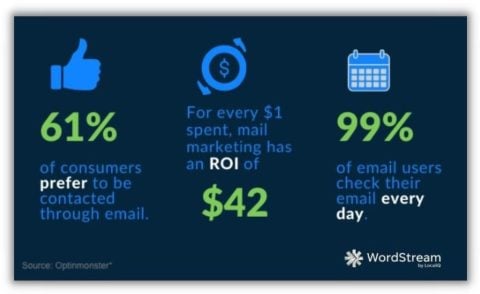 61%
of consumers
prefer to be
contacted
through email.
$
For every $1
spent, mail
marketing has
an ROI of
$42
99%
of email users
check their
email every
day.
Source: Optinmonster"
WordStream
by LocaliQ